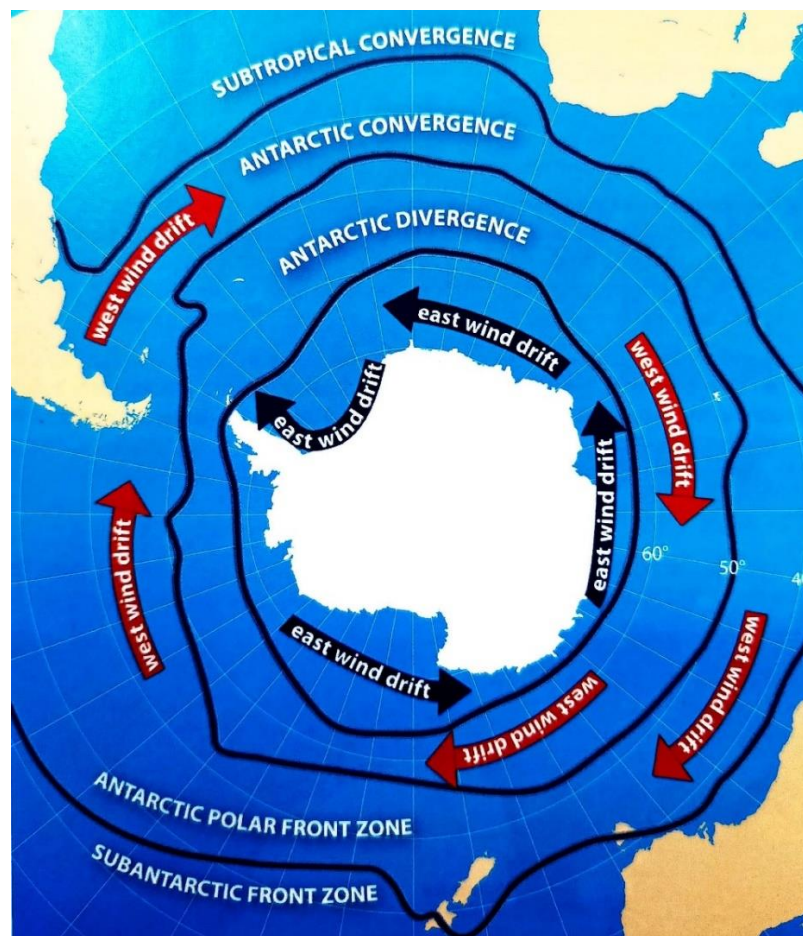 SUBTROPICAL CONVERGENCE
ANTARCTIC CONVERGENCE
ANTARCTIC DIVERGENCE
west wind drift
east wind drift
east wind drift
west wind drift
east wind drift
60°
50°
40
west wind drift
west wind drift
east wind drift
west wind drift
ANTARCTIC POLAR FRONT ZONE
SUBANTARCTIC FRONT ZONE